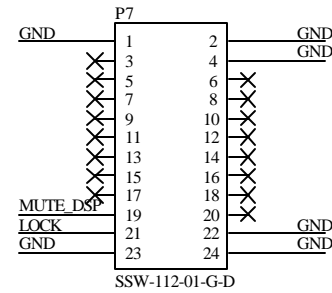 P7
GND 1 2 GND
3 4 GND
5 6
7 8
9 10
11 12
13 14
15 16
17 18
MUTE_DSP 19 20
LOCK 21 22 GND
GND 23 24 GND
SSW-112-01-G-D